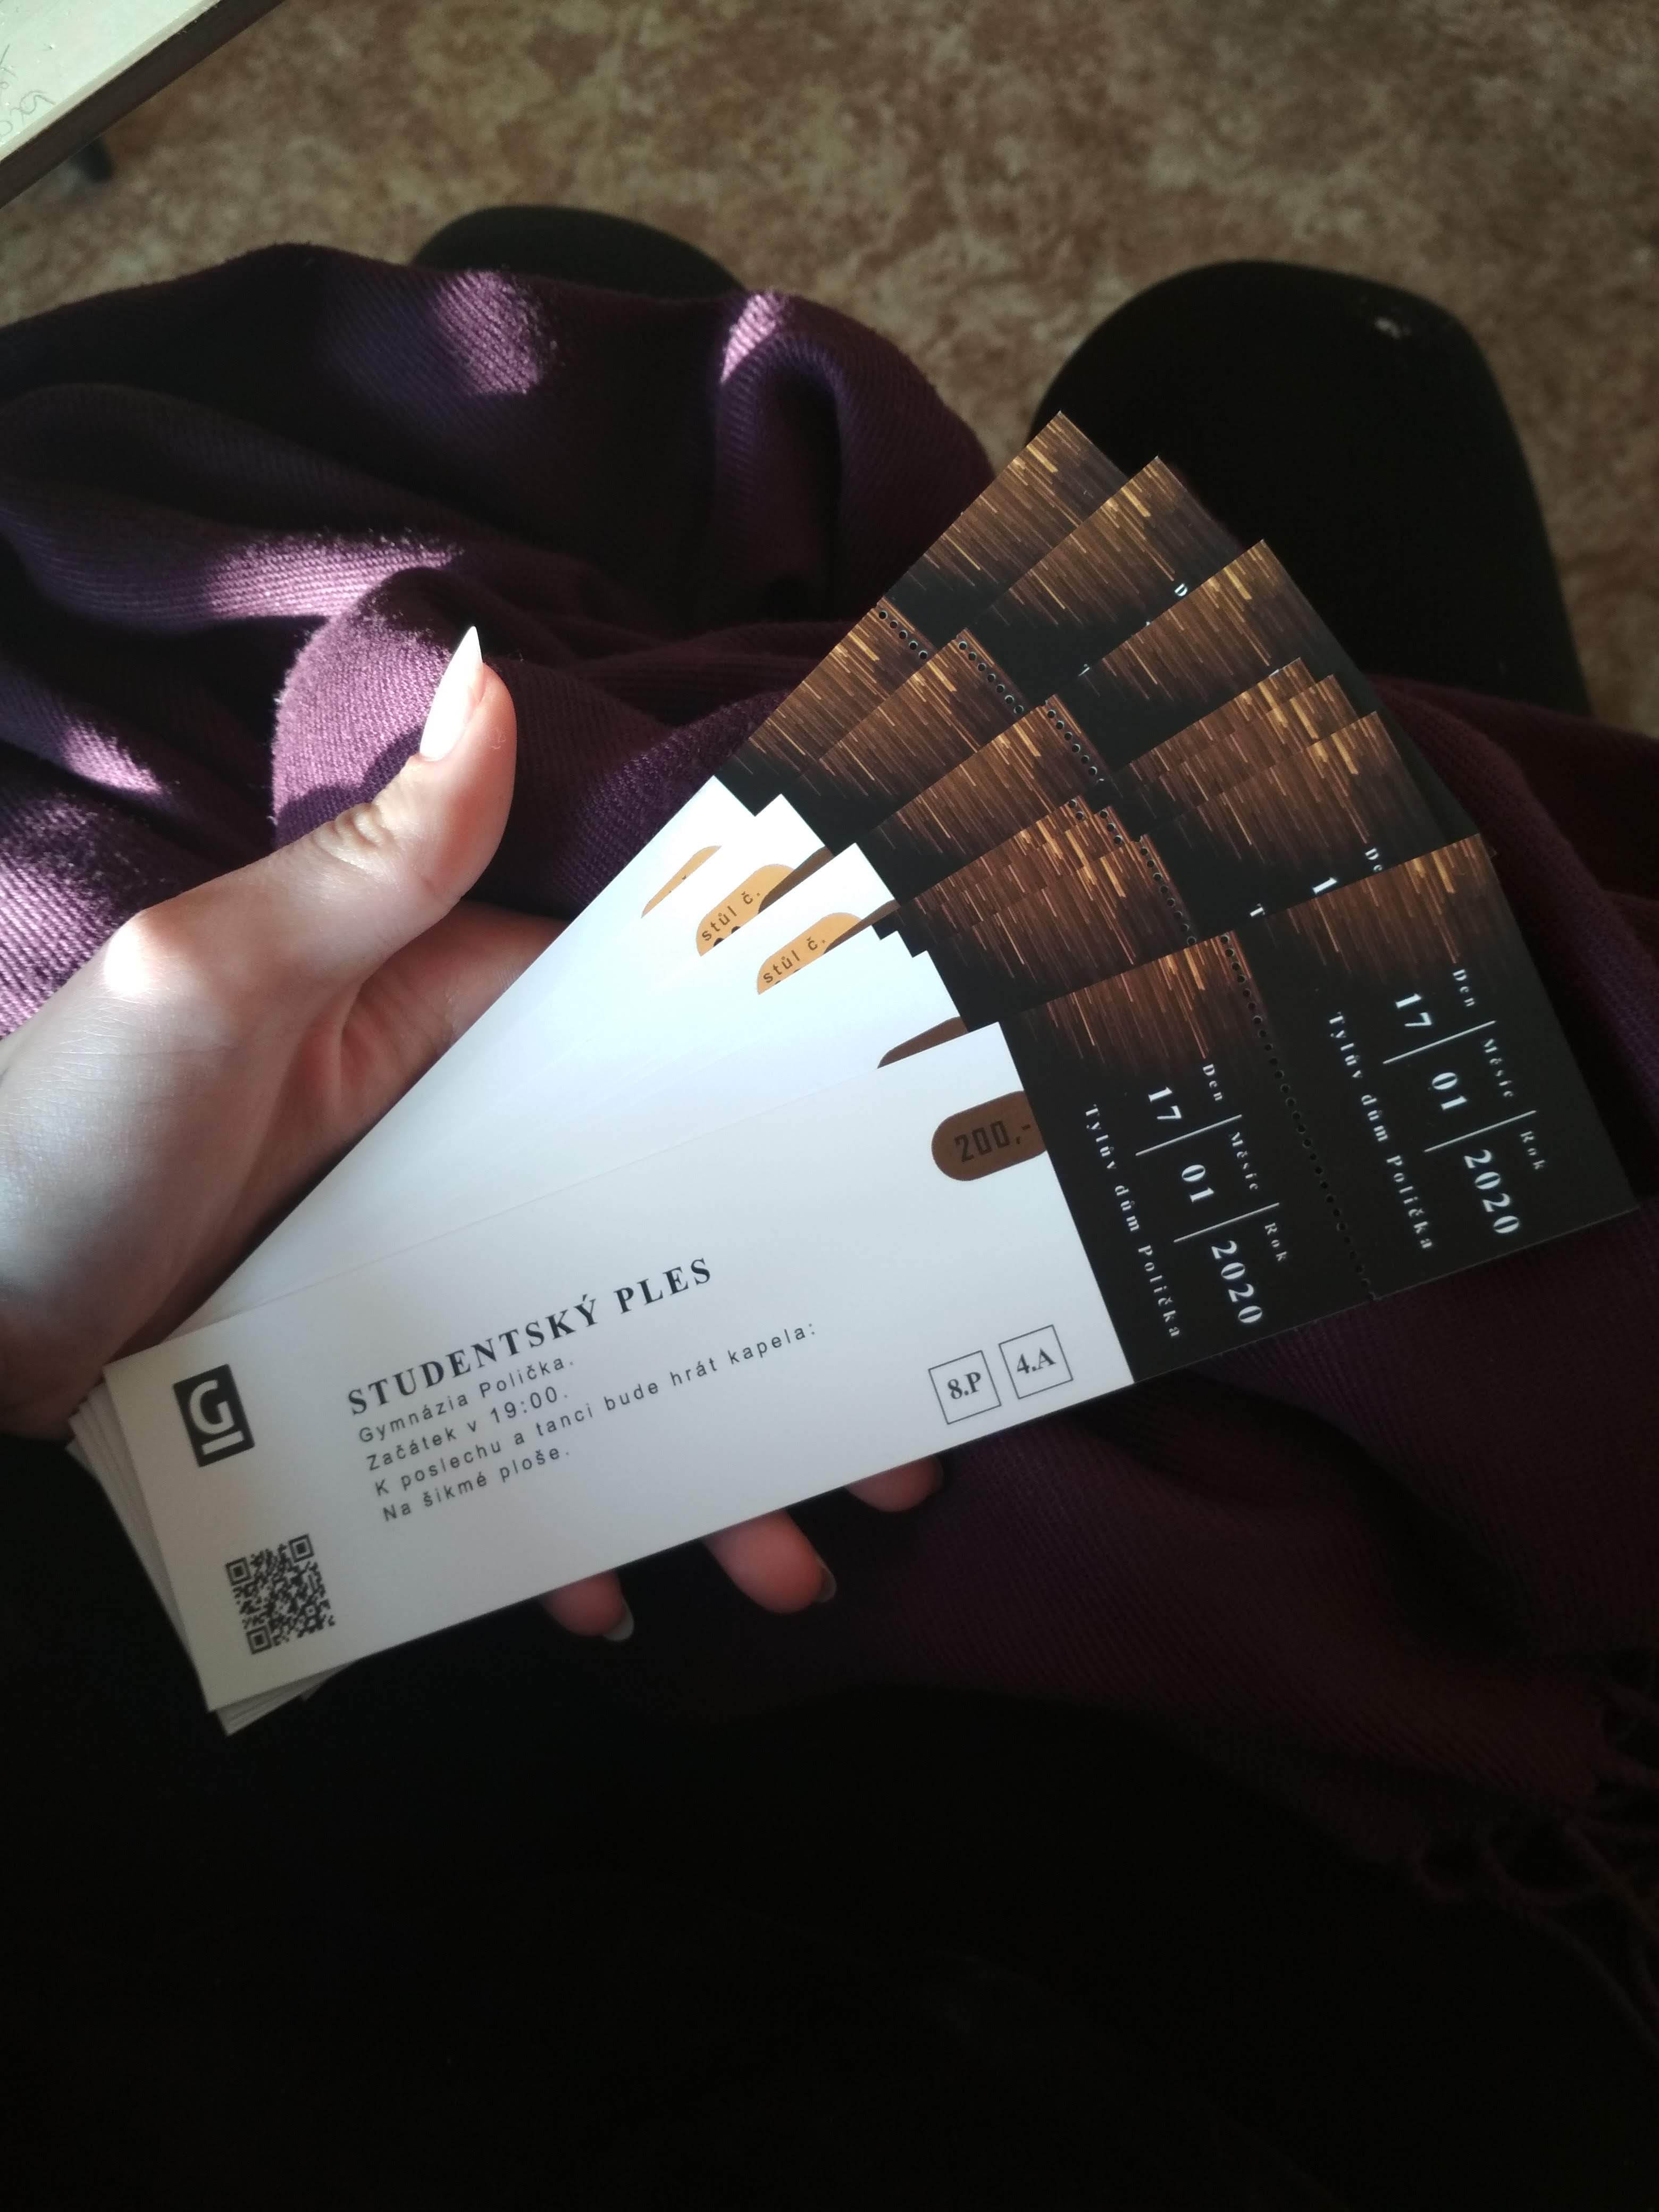 G
STUDENTSKÝ PLES
Gymnázia Polička.
Začátek v 19:00.
K poslechu a tanci bude hrát kapela:
Na šikmé ploše.
200,-
8.P 4.A
Den Měsíc Rok
17 01 2020
Tylův dům Polička
Den Měsíc Rok
17 01 2020
Tylův dům Polička
stůl č.
stůl č.
D
De
1
T